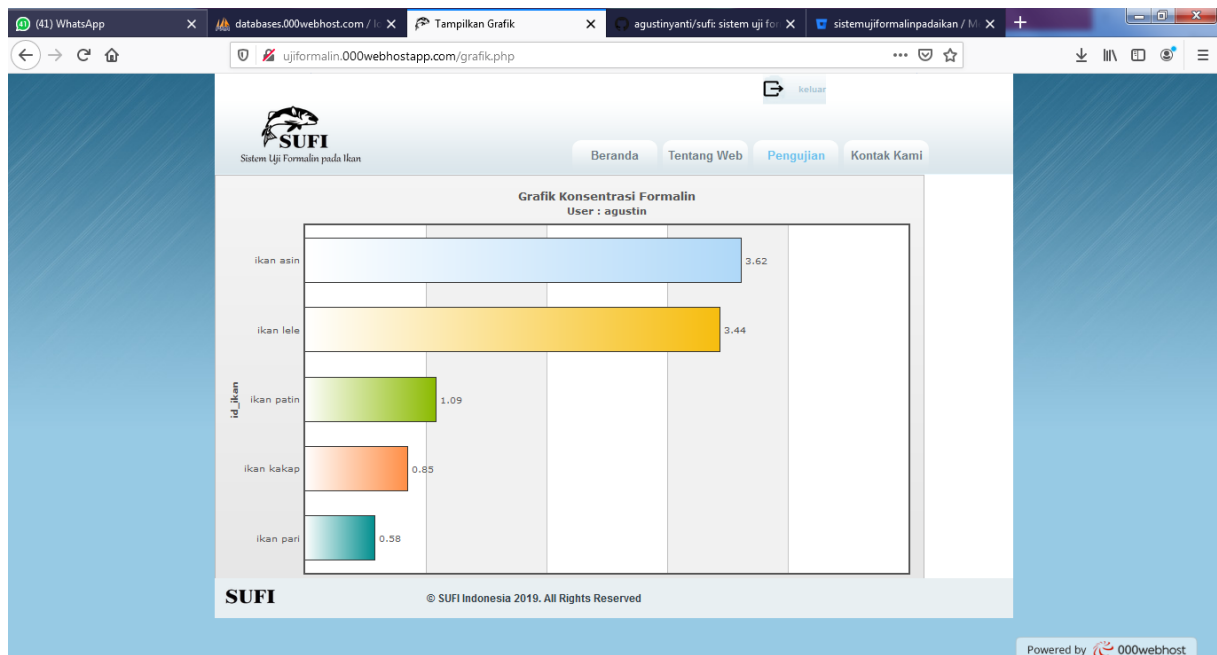 (41) WhatsApp
databases.000webhost.com / lc
Tampilkan Grafik
agustinyanti/sufi: sistem uji for
sistemujiformalinpadaikan / M
ujiformalin.000webhostapp.com/grafik.php
keluar
SUFI
Sistem Uji Formalin pada Ikan
Beranda
Tentang Web
Pengujian
Kontak Kami
Grafik Konsentrasi Formalin
User : agustin
id_ikan
ikan asin
3.62
ikan lele
3.44
ikan patin
1.09
ikan kakap
0.85
ikan pari
0.58
SUFI
© SUFI Indonesia 2019. All Rights Reserved
Powered by 000webhost